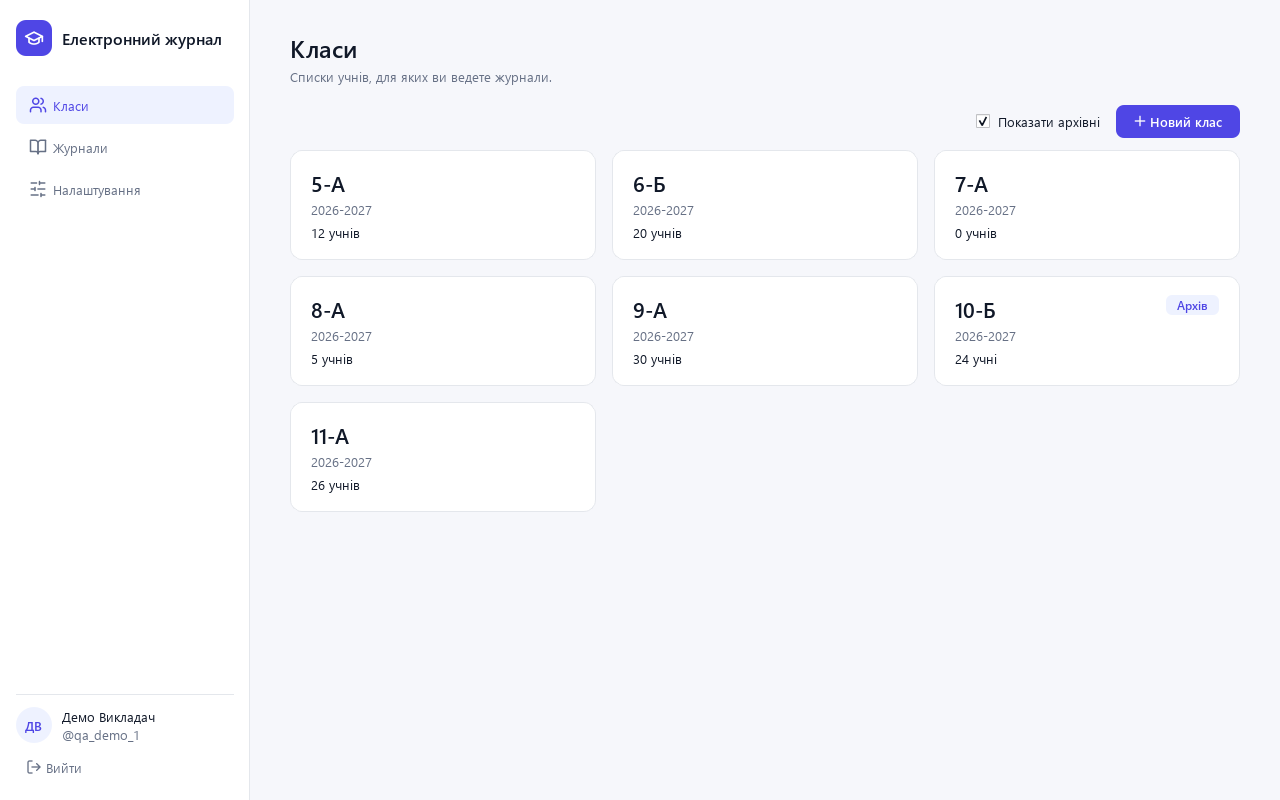 Електронний журнал
Класи
Журнали
Налаштування
Демо Викладач
ДВ
@qa_demo_1
Вийти
Класи
Списки учнів, для яких ви ведете журнали.
Показати архівні
Новий клас
5-А
2026-2027
12 учнів
6-Б
2026-2027
20 учнів
7-А
2026-2027
0 учнів
8-А
2026-2027
5 учнів
9-А
2026-2027
30 учнів
10-Б
Архів
2026-2027
24 учні
11-А
2026-2027
26 учнів